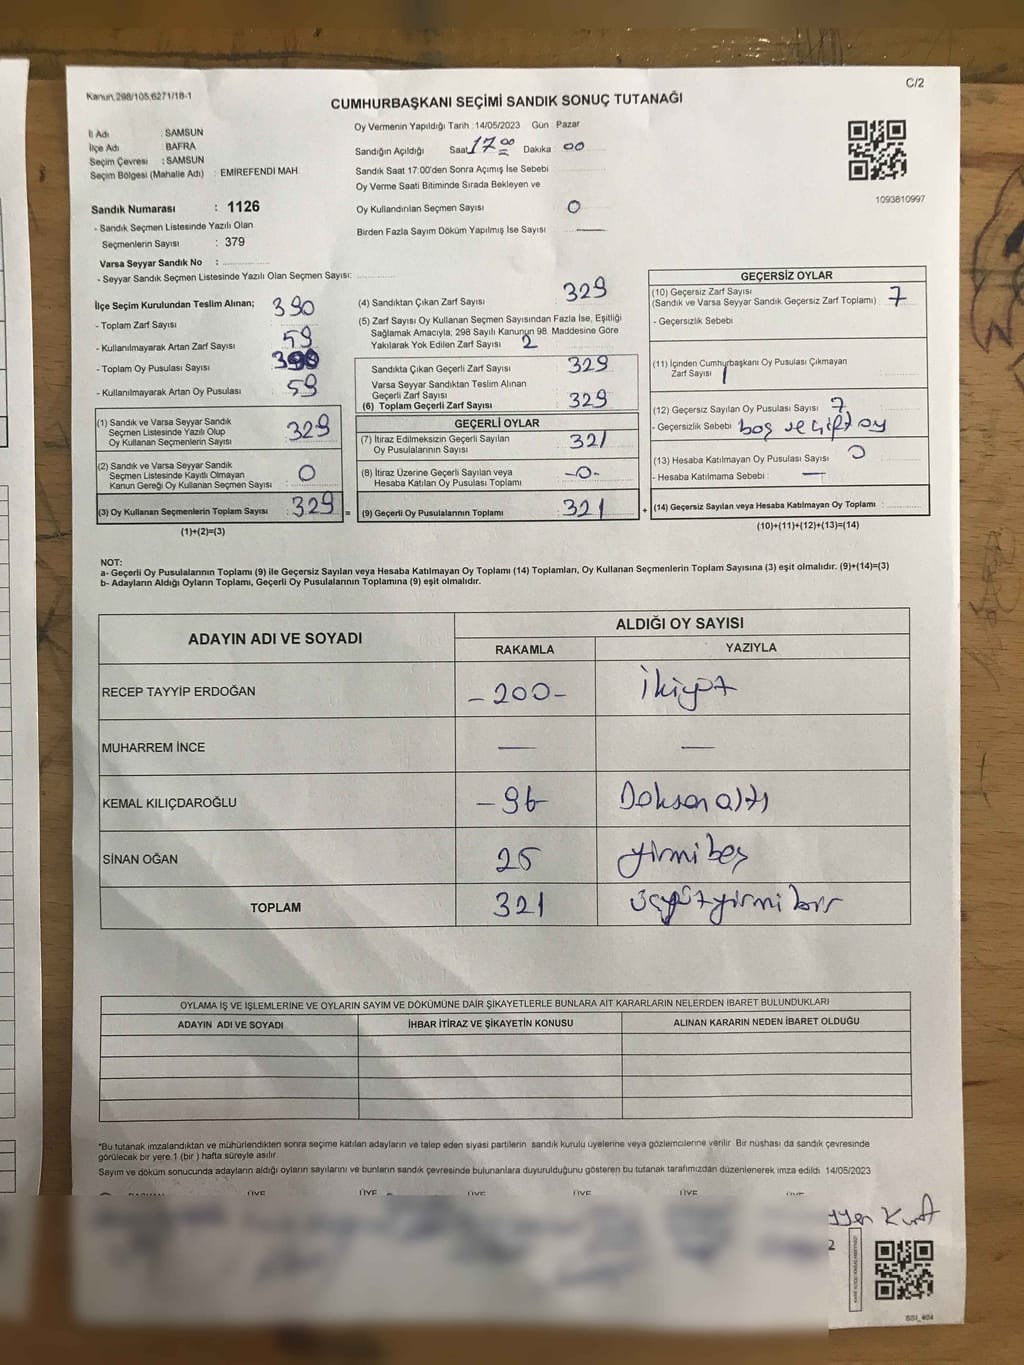 C/2
Kanun,298/105,6271/18-1
CUMHURBAŞKANI SEÇİMİ SANDIK SONUÇ TUTANAĞI
İl Adı : SAMSUN
İlçe Adı : BAFRA
Seçim Çevresi : SAMSUN
Seçim Bölgesi (Mahalle Adı) : EMİREFENDİ MAH.
Sandık Numarası : 1126
- Sandık Seçmen Listesinde Yazılı Olan
Seçmenlerin Sayısı : 379
Varsa Seyyar Sandık No :
- Seyyar Sandık Seçmen Listesinde Yazılı Olan Seçmen Sayısı:
Oy Vermenin Yapıldığı Tarih :14/05/2023 Gün : Pazar
Sandığın Açıldığı Saat 17.00 Dakika 00
Sandık Saat 17:00'den Sonra Açımış İse Sebebi
Oy Verme Saati Bitiminde Sırada Bekleyen ve
Oy Kullandırılan Seçmen Sayısı 0
Birden Fazla Sayım Döküm Yapılmış İse Sayısı —
1093810997
İlçe Seçim Kurulundan Teslim Alınan;
- Toplam Zarf Sayısı 390
- Kullanılmayarak Artan Zarf Sayısı 59
- Toplam Oy Pusulası Sayısı 390
- Kullanılmayarak Artan Oy Pusulası 59
(1) Sandık ve Varsa Seyyar Sandık
Seçmen Listesinde Yazılı Olup
Oy Kullanan Seçmenlerin Sayısı : 329
(2) Sandık ve Varsa Seyyar Sandık
Seçmen Listesinde Kayıtlı Olmayan
Kanun Gereği Oy Kullanan Seçmen Sayısı : 0
(3) Oy Kullanan Seçmenlerin Toplam Sayısı : 329 =
(1)+(2)=(3)
(4) Sandıktan Çıkan Zarf Sayısı 329
(5) Zarf Sayısı Oy Kullanan Seçmen Sayısından Fazla İse, Eşitliği
Sağlamak Amacıyla; 298 Sayılı Kanunun 98. Maddesine Göre
Yakılarak Yok Edilen Zarf Sayısı 2
Sandıkta Çıkan Geçerli Zarf Sayısı : 329
Varsa Seyyar Sandıktan Teslim Alınan
Geçerli Zarf Sayısı
(6) Toplam Geçerli Zarf Sayısı : 329
GEÇERLİ OYLAR
(7) İtiraz Edilmeksizin Geçerli Sayılan
Oy Pusulalarının Sayısı : 321
(8) İtiraz Üzerine Geçerli Sayılan veya
Hesaba Katılan Oy Pusulası Toplamı : -0-
(9) Geçerli Oy Pusulalarının Toplamı : 321 +
GEÇERSİZ OYLAR
(10) Geçersiz Zarf Sayısı
(Sandık ve Varsa Seyyar Sandık Geçersiz Zarf Toplamı) : 7
- Geçersizlik Sebebi
(11) İçinden Cumhurbaşkanı Oy Pusulası Çıkmayan
Zarf Sayısı 1
(12) Geçersiz Sayılan Oy Pusulası Sayısı : 7
- Geçersizlik Sebebi : boş ve çift oy
(13) Hesaba Katılmayan Oy Pusulası Sayısı : 0
- Hesaba Katılmama Sebebi : —
(14) Geçersiz Sayılan veya Hesaba Katılmayan Oy Toplamı :
(10)+(11)+(12)+(13)=(14)
NOT:
a- Geçerli Oy Pusulalarının Toplamı (9) ile Geçersiz Sayılan veya Hesaba Katılmayan Oy Toplamı (14) Toplamları, Oy Kullanan Seçmenlerin Toplam Sayısına (3) eşit olmalıdır. (9)+(14)=(3)
b- Adayların Aldığı Oyların Toplamı, Geçerli Oy Pusulalarının Toplamına (9) eşit olmalıdır.
ADAYIN ADI VE SOYADI
ALDIĞI OY SAYISI
RAKAMLA YAZIYLA
RECEP TAYYİP ERDOĞAN -200- İkiyüz
MUHARREM İNCE — —
KEMAL KILIÇDAROĞLU -96- Doksan altı
SİNAN OĞAN 25 yirmi beş
TOPLAM 321 üçyüzyirmi bir
OYLAMA İŞ VE İŞLEMLERİNE VE OYLARIN SAYIM VE DÖKÜMÜNE DAİR ŞİKAYETLERLE BUNLARA AİT KARARLARIN NELERDEN İBARET BULUNDUKLARI
ADAYIN ADI VE SOYADI İHBAR İTİRAZ VE ŞİKAYETİN KONUSU ALINAN KARARIN NEDEN İBARET OLDUĞU
*Bu tutanak imzalandıktan ve mühürlendikten sonra seçime katılan adayların ve talep eden siyasi partilerin sandık kurulu üyelerine veya gözlemcilerine verilir. Bir nüshası da sandık çevresinde
görülecek bir yere 1 (bir) hafta süreyle asılır.
Sayım ve döküm sonucunda adayların aldığı oyların sayılarını ve bunların sandık çevresinde bulunanlara duyurulduğunu gösteren bu tutanak tarafımızdan düzenlenerek imza edildi. 14/05/2023
ÜYE ÜYE ÜYE ÜYE ÜYE
Kurt
2
SSI_404